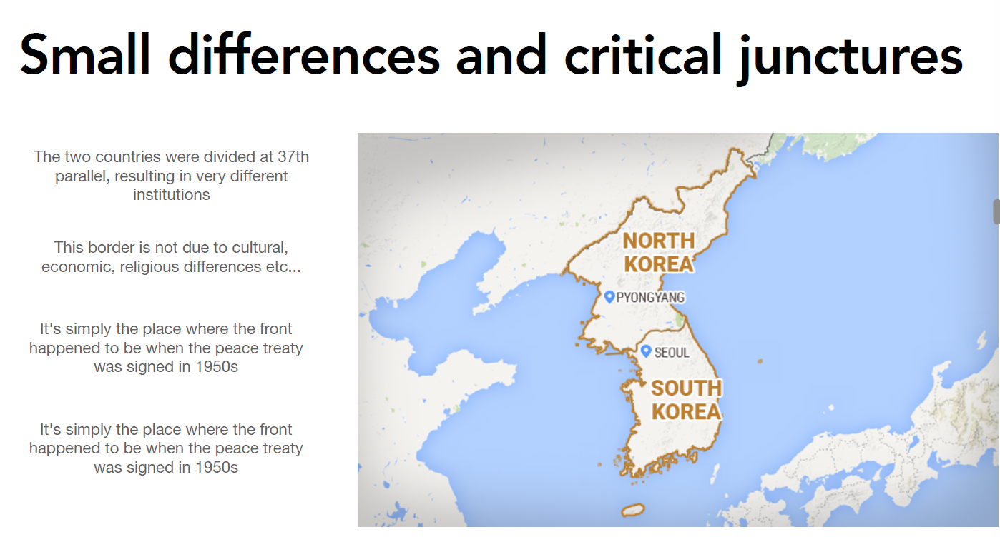 Small differences and critical junctures
The two countries were divided at 37th
parallel, resulting in very different
institutions
This border is not due to cultural,
economic, religious differences etc...
It's simply the place where the front
happened to be when the peace treaty
was signed in 1950s
It's simply the place where the front
happened to be when the peace treaty
was signed in 1950s
NORTH
KOREA
PYONGYANG
SEOUL
SOUTH
KOREA